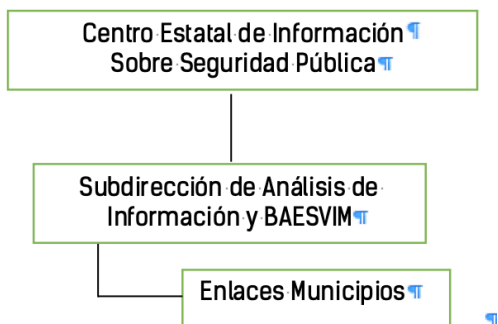 Centro Estatal de Información
Sobre Seguridad Pública
Subdirección de Análisis de
Información y BAESVIM
Enlaces Municipios